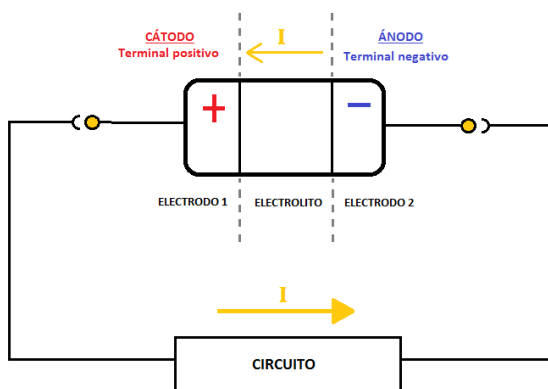 CÁTODO
Terminal positivo
I
ÁNODO
Terminal negativo
+
−
ELECTRODO 1
ELECTROLITO
ELECTRODO 2
I
CIRCUITO